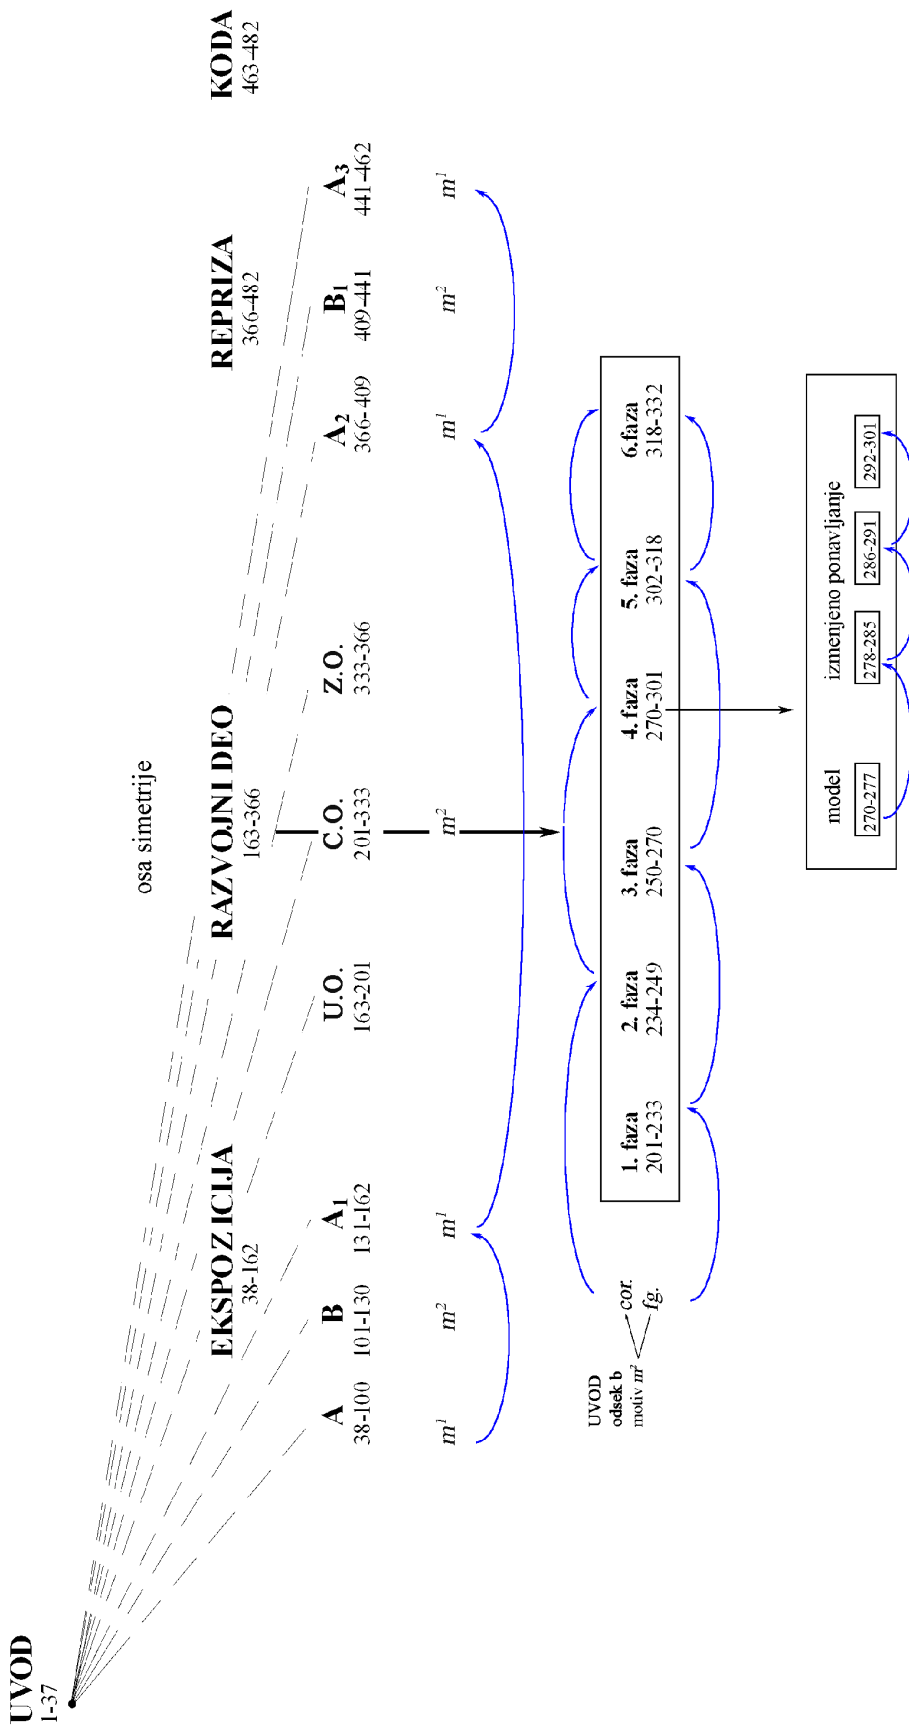 UVOD
1-37
osa simetrije
EKSPOZICIJA
38-162
RAZVOJNI DEO
163-366
REPRIZA
366-482
KODA
463-482
A
38-100
B
101-130
A1
131-162
U.O.
163-201
C.O.
201-333
Z.O.
333-366
A2
366-409
B1
409-441
A3
441-462
m1
m2
m1
m2
m1
m2
m1
UVOD
odsek b
motiv m2
cor.
fg.
1. faza
201-233
2. faza
234-249
3. faza
250-270
4. faza
270-301
5. faza
302-318
6.faza
318-332
model
izmenjeno ponavljanje
270-277
278-285
286-291
292-301